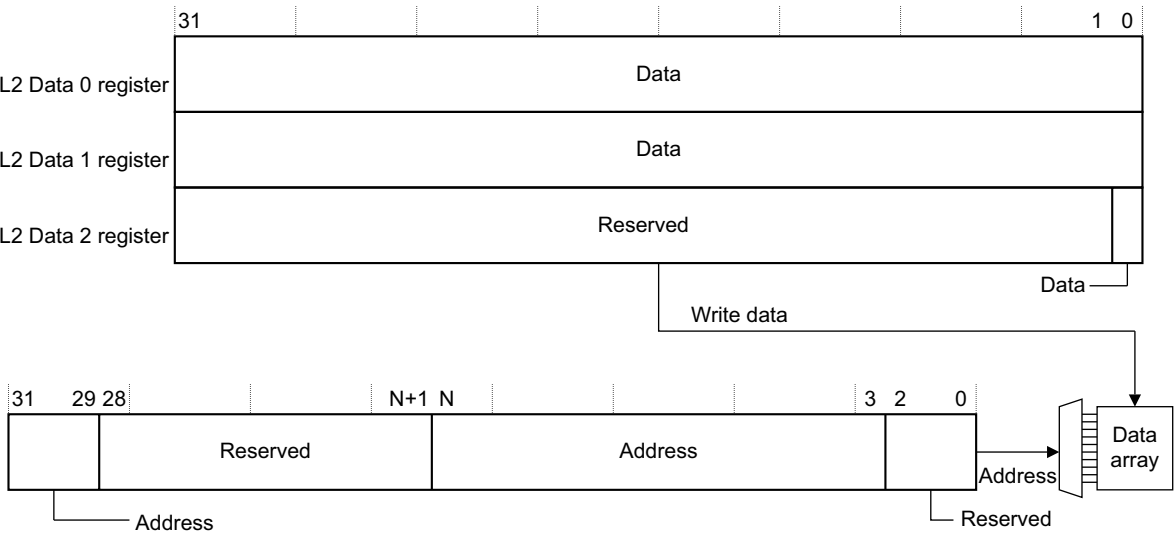 31 1 0
L2 Data 0 register Data
L2 Data 1 register Data
L2 Data 2 register Reserved
Data
Write data
31 29 28 N+1 N 3 2 0
Reserved Address Data
array
Address
Address Reserved